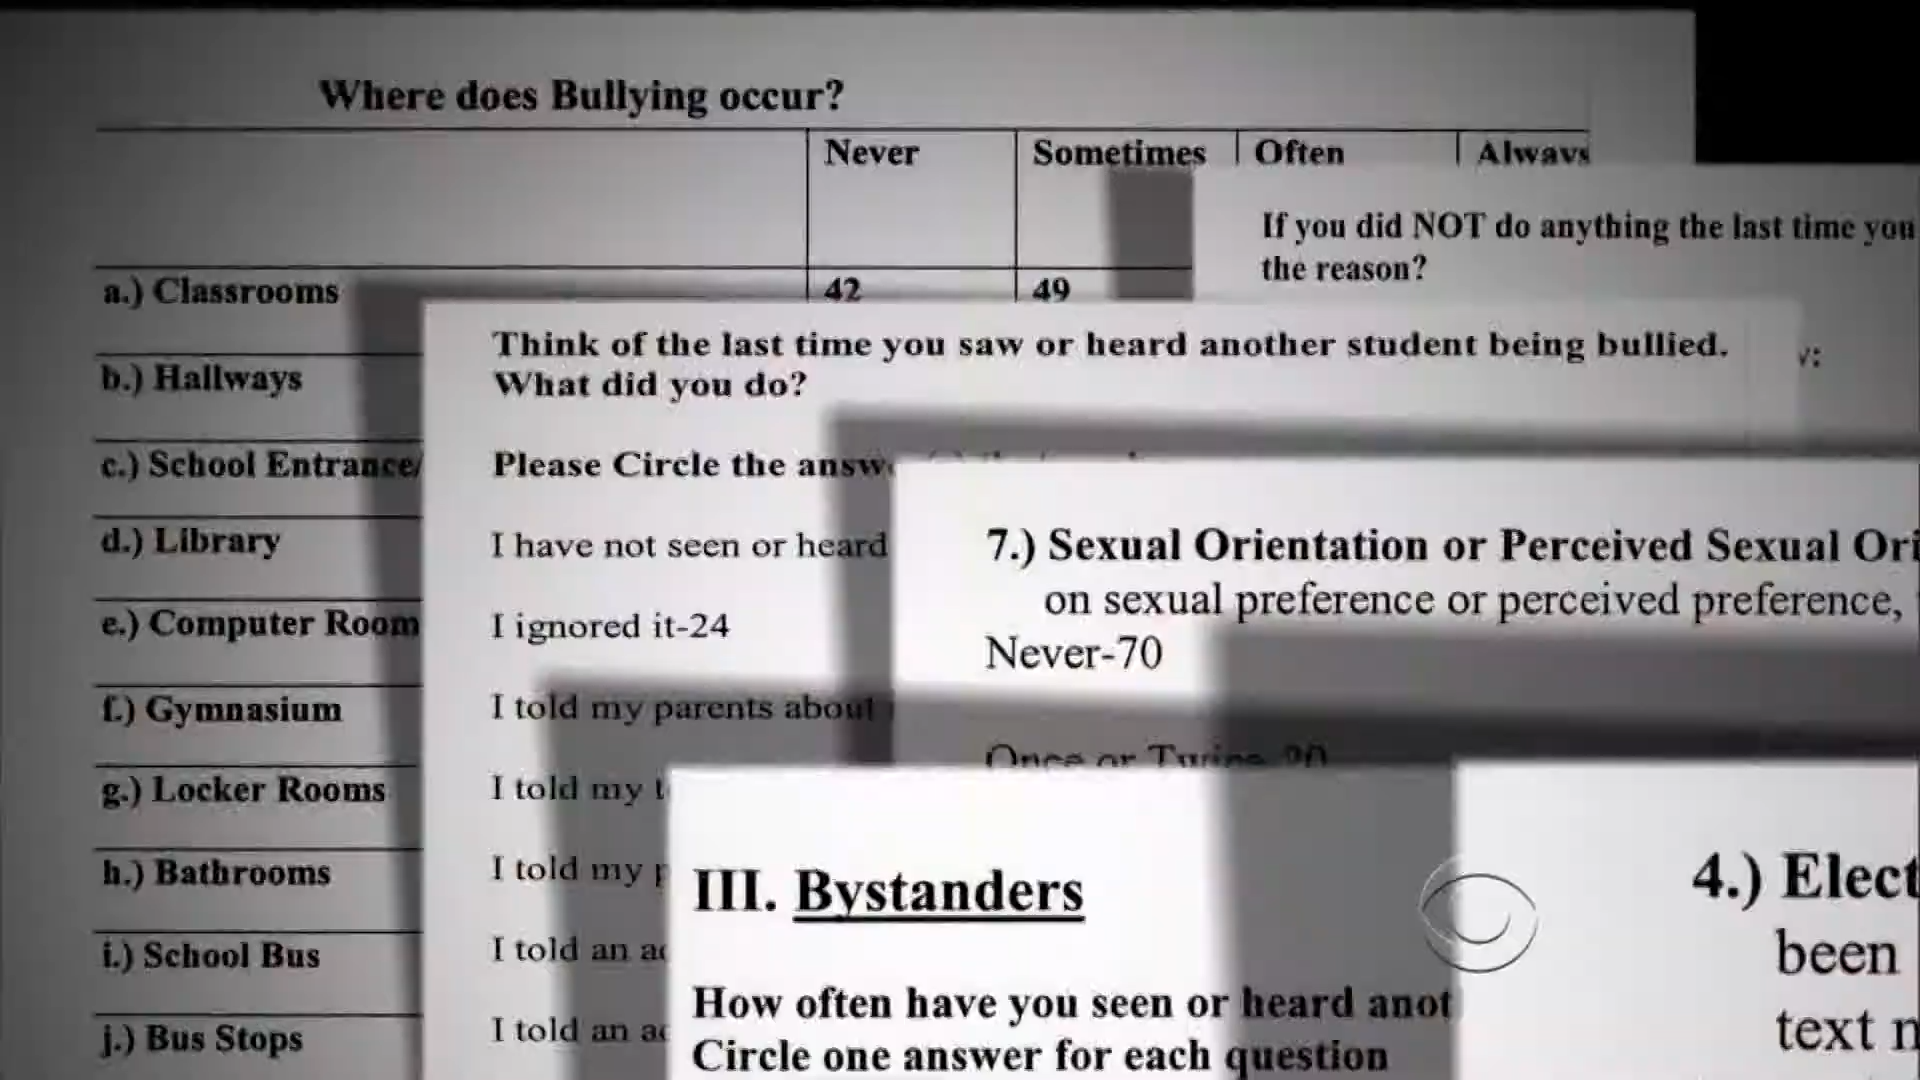 Where does Bullying occur?
Never Sometimes Often Always
If you did NOT do anything the last time you
the reason?
a.) Classrooms 42 49
Think of the last time you saw or heard another student being bullied.
What did you do?
b.) Hallways
Please Circle the
c.) School Entrance/
d.) Library
I have not seen or heard
7.) Sexual Orientation or Perceived Sexual Ori
on sexual preference or perceived preference,
Never-70
e.) Computer Room
I ignored it-24
f.) Gymnasium
I told my parents about
Once or Twice-20
g.) Locker Rooms
I told my
h.) Bathrooms
I told my
III. Bystanders
4.) Elect
been
text
i.) School Bus
I told an
How often have you seen or heard anot
Circle one answer for each question
j.) Bus Stops
I told an